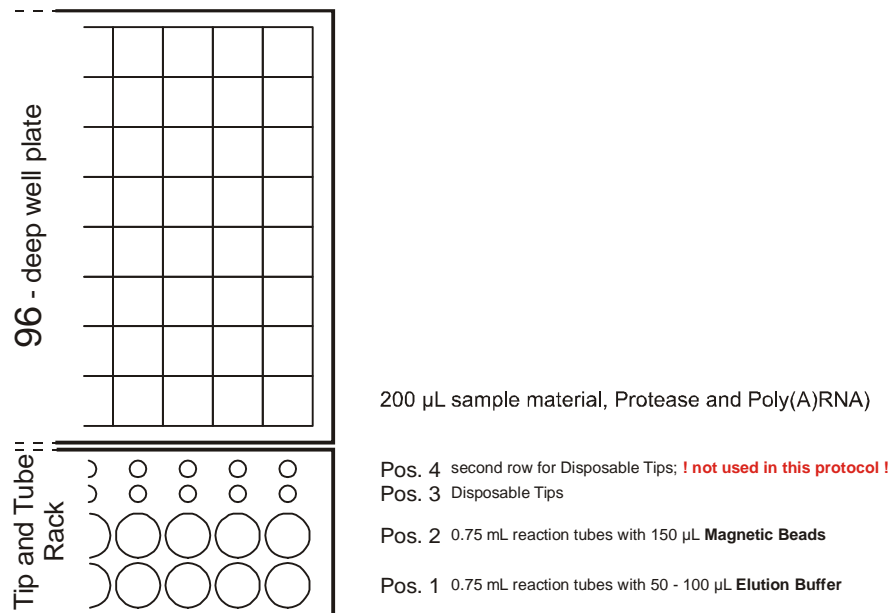 96 - deep well plate
200 µL sample material, Protease and Poly(A)RNA)
Tip and Tube
Rack
Pos. 4 second row for Disposable Tips; ! not used in this protocol !
Pos. 3 Disposable Tips
Pos. 2 0.75 mL reaction tubes with 150 µL Magnetic Beads
Pos. 1 0.75 mL reaction tubes with 50 - 100 µL Elution Buffer